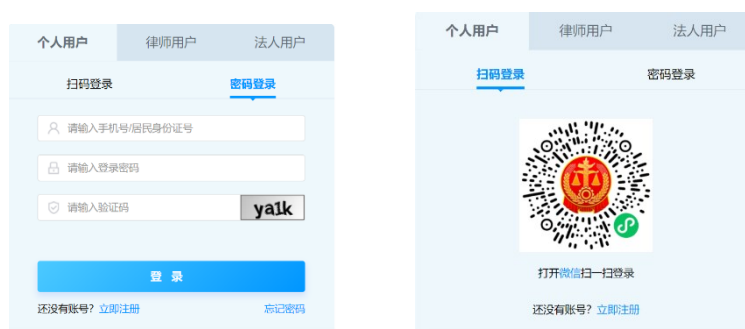 个人用户 律师用户 法人用户
扫码登录 密码登录
请输入手机号/居民身份证号
请输入登录密码
请输入验证码 ya1k
登 录
还没有账号? 立即注册 忘记密码
个人用户 律师用户 法人用户
扫码登录 密码登录
打开微信扫一扫登录
还没有账号? 立即注册